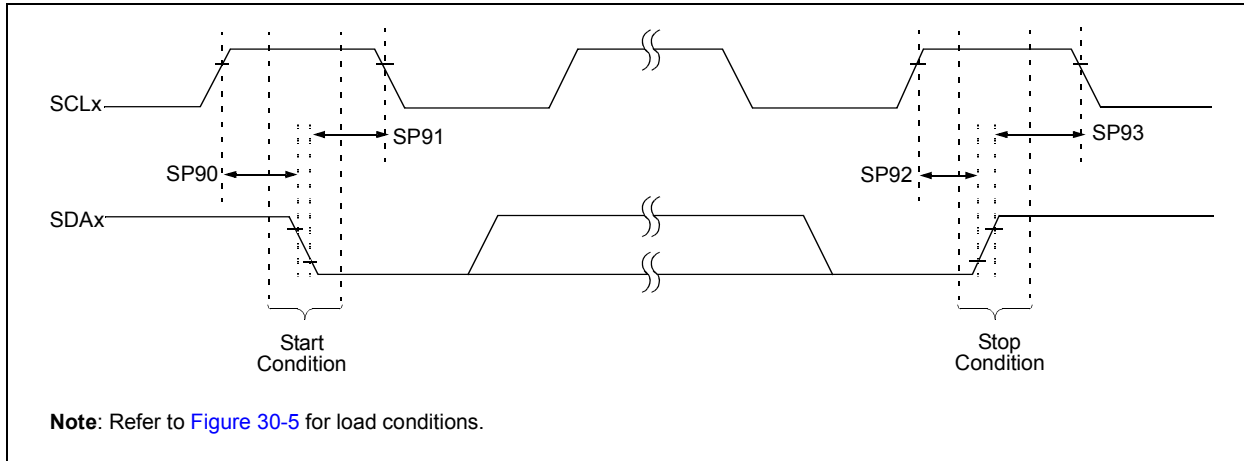 SCLx
SP91
SP93
SP90
SP92
SDAx
Start
Condition
Stop
Condition
Note: Refer to Figure 30-5 for load conditions.